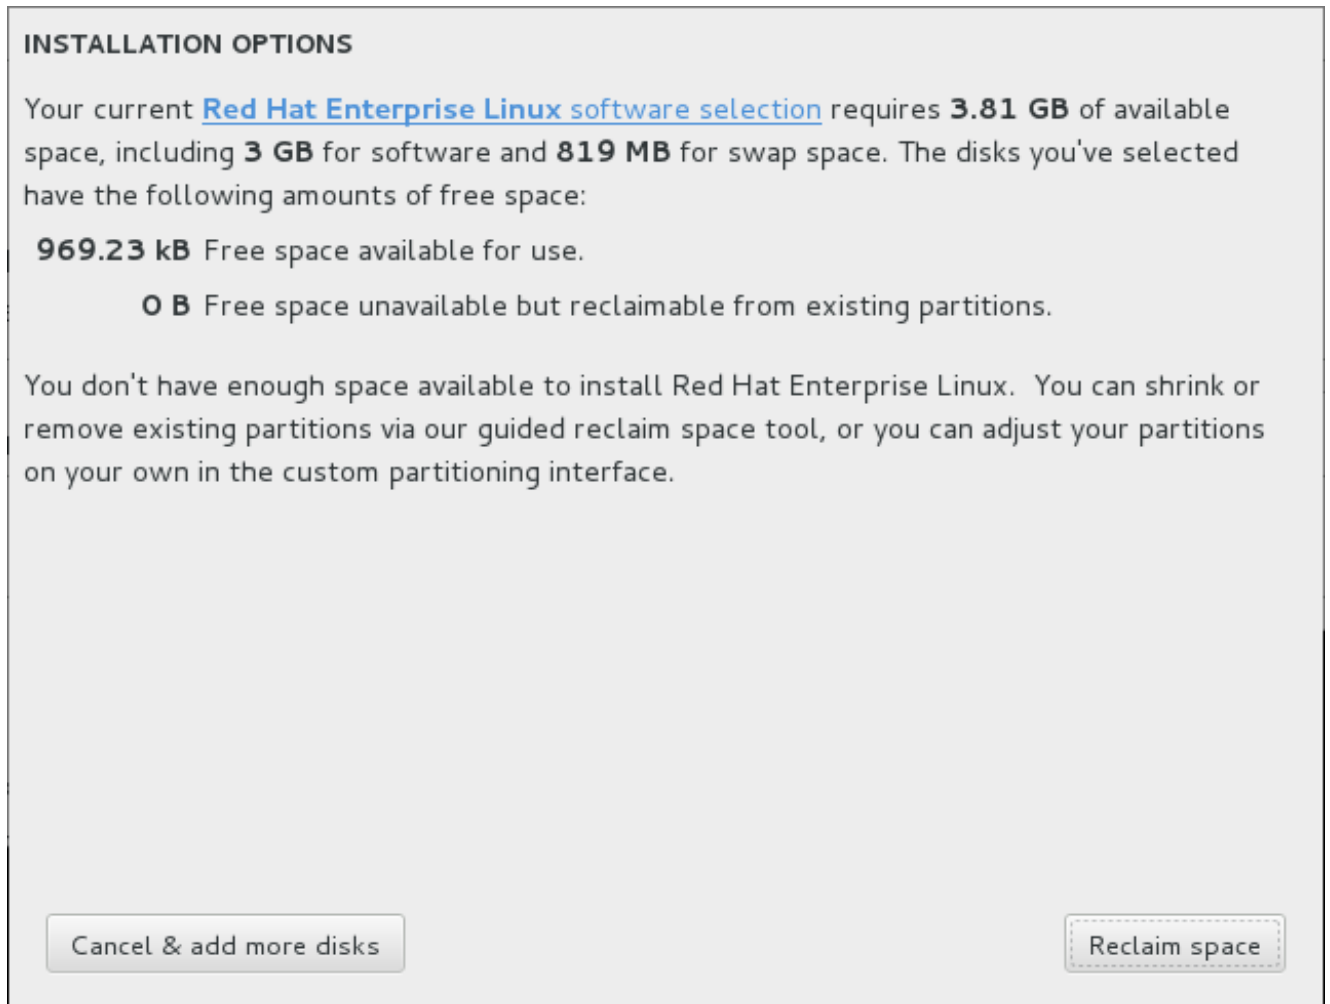 INSTALLATION OPTIONS
Your current Red Hat Enterprise Linux software selection requires 3.81 GB of available
space, including 3 GB for software and 819 MB for swap space. The disks you've selected
have the following amounts of free space:
969.23 kB Free space available for use.
0 B Free space unavailable but reclaimable from existing partitions.
You don't have enough space available to install Red Hat Enterprise Linux.  You can shrink or
remove existing partitions via our guided reclaim space tool, or you can adjust your partitions
on your own in the custom partitioning interface.
Cancel & add more disks
Reclaim space